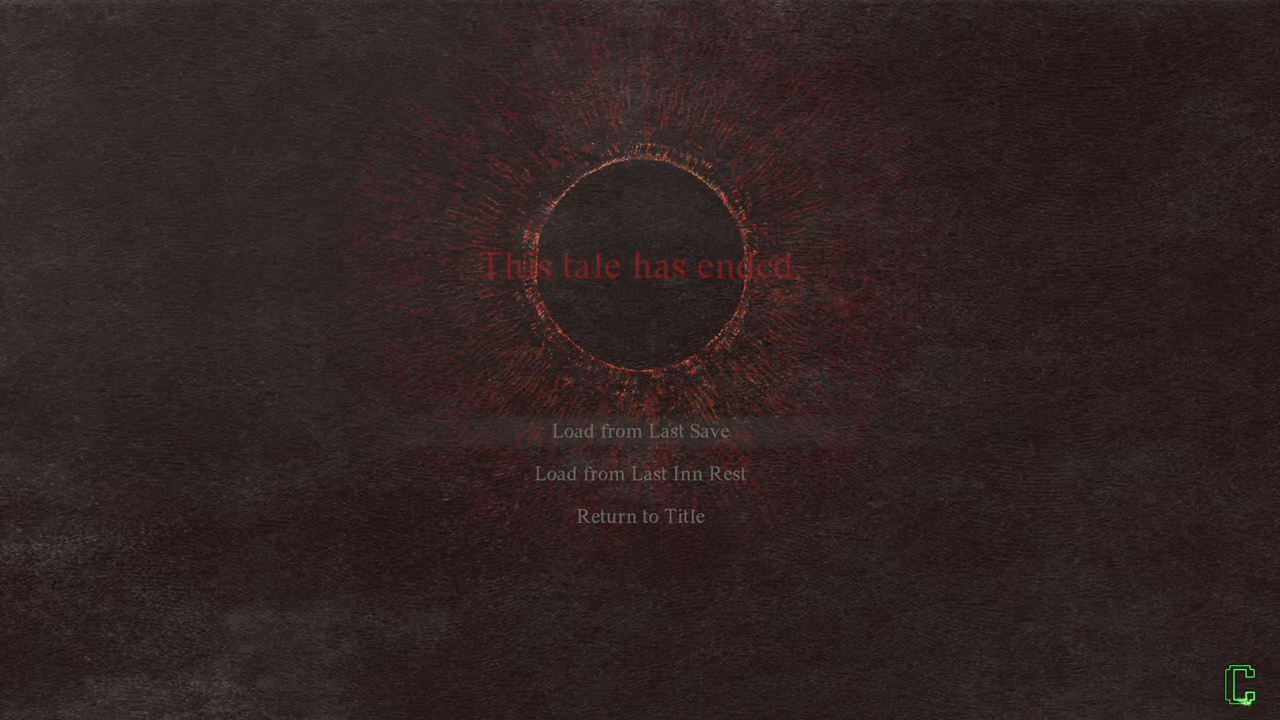 This tale has ended.
Load from Last Save
Load from Last Inn Rest
Return to Title
C